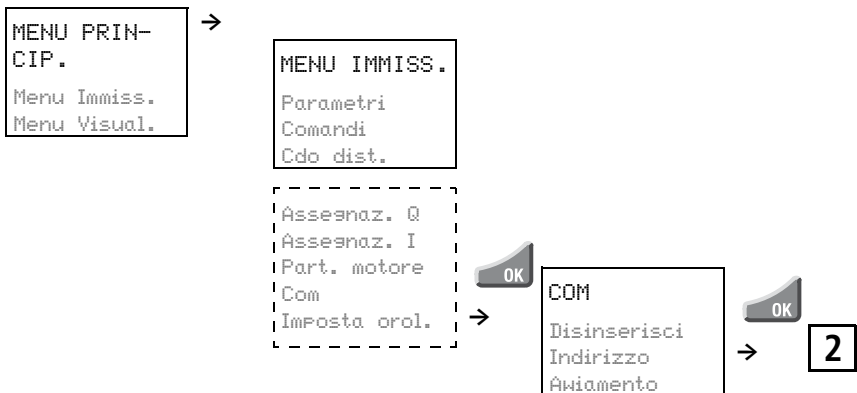 MENU PRIN-
CIP.
Menu Immiss.
Menu Visual.
→
MENU IMMISS.
Parametri
Comandi
Cdo dist.
Assegnaz. Q
Assegnaz. I
Part. motore
Com
Imposta orol.
→
OK
COM
Disinserisci
Indirizzo
Awiamento
→
OK
2